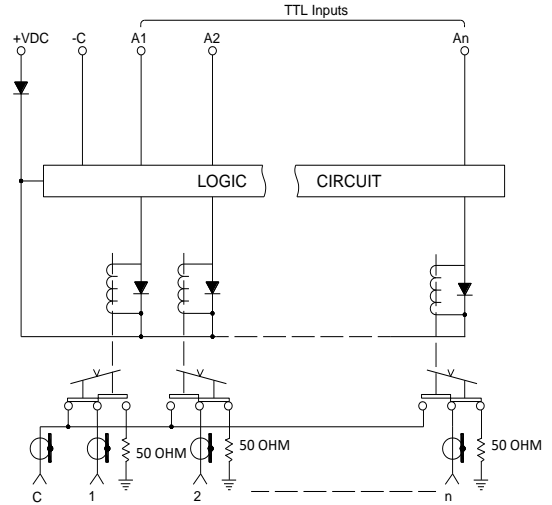 TTL Inputs
+VDC -C A1 A2 An
LOGIC CIRCUIT
50 OHM 50 OHM 50 OHM
C 1 2 n